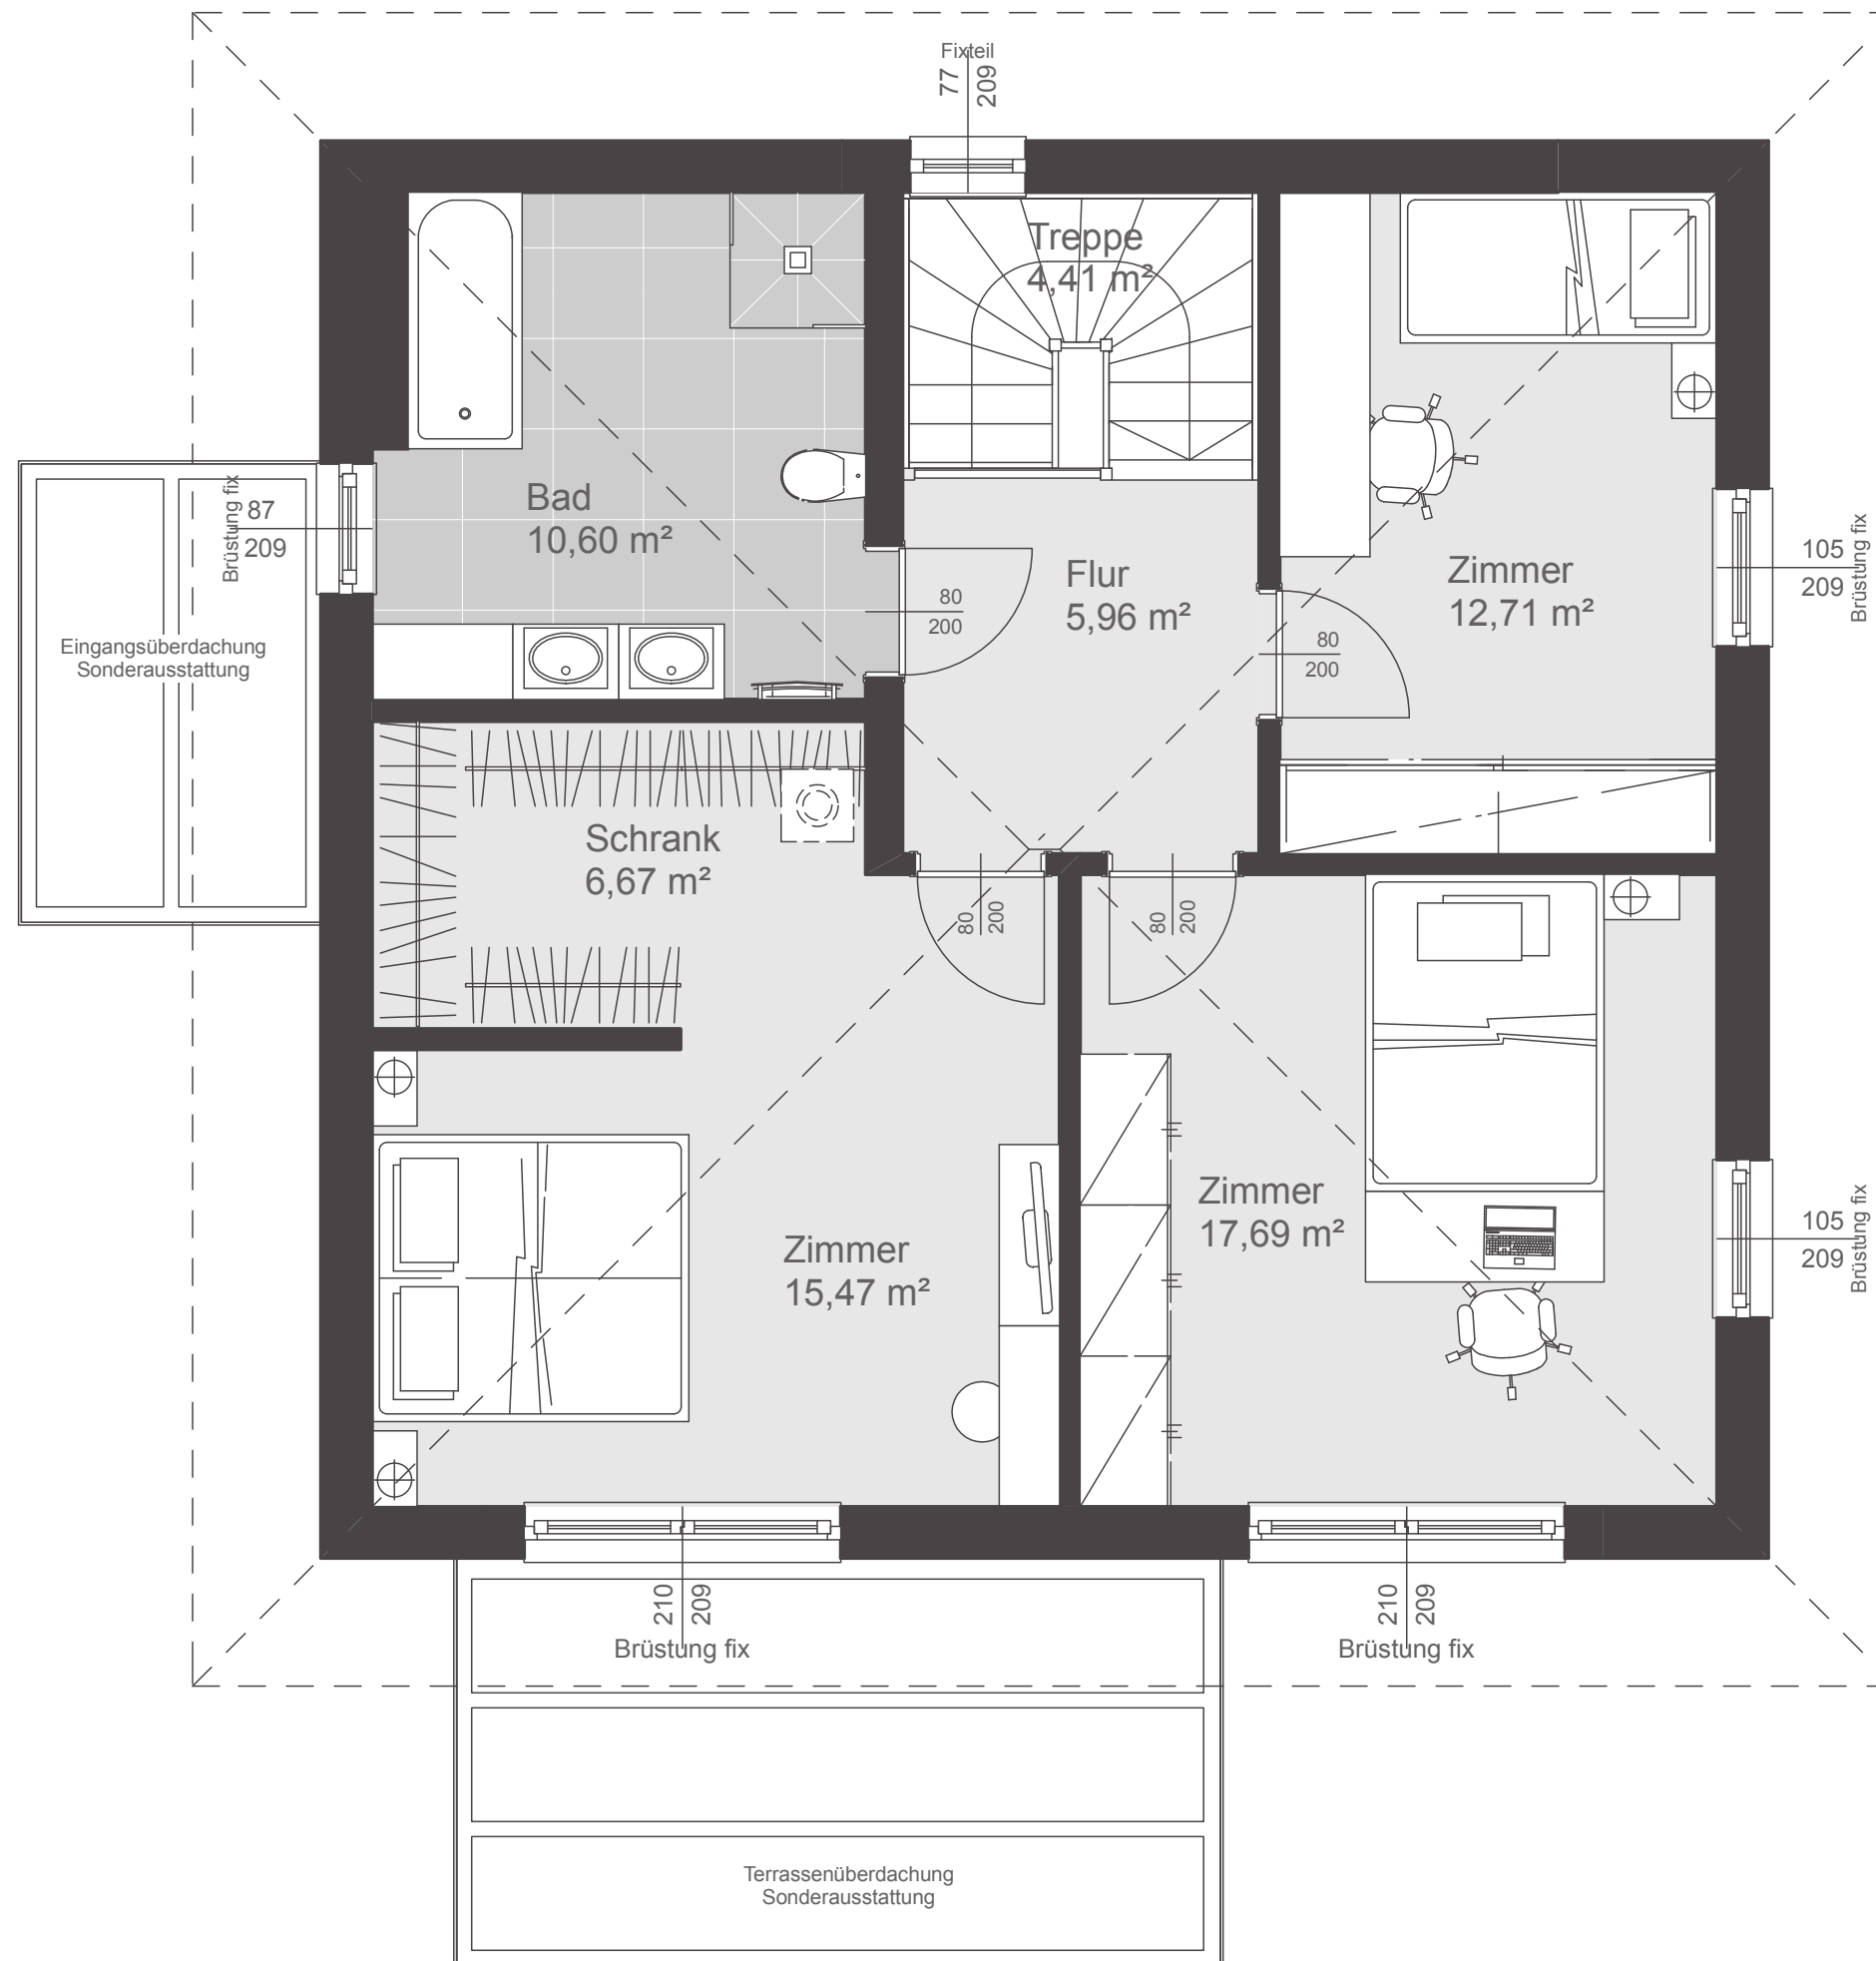 Fixteil
77
209
Treppe
4,41 m²
Bad
10,60 m²
87
209
Brüstung fix
Flur
5,96 m²
Zimmer
12,71 m²
105
209
Brüstung fix
80
200
80
200
Eingangsüberdachung
Sonderausstattung
Schrank
6,67 m²
80
200
80
200
Zimmer
17,69 m²
105
209
Brüstung fix
Zimmer
15,47 m²
210
209
Brüstung fix
210
209
Brüstung fix
Terrassenüberdachung
Sonderausstattung